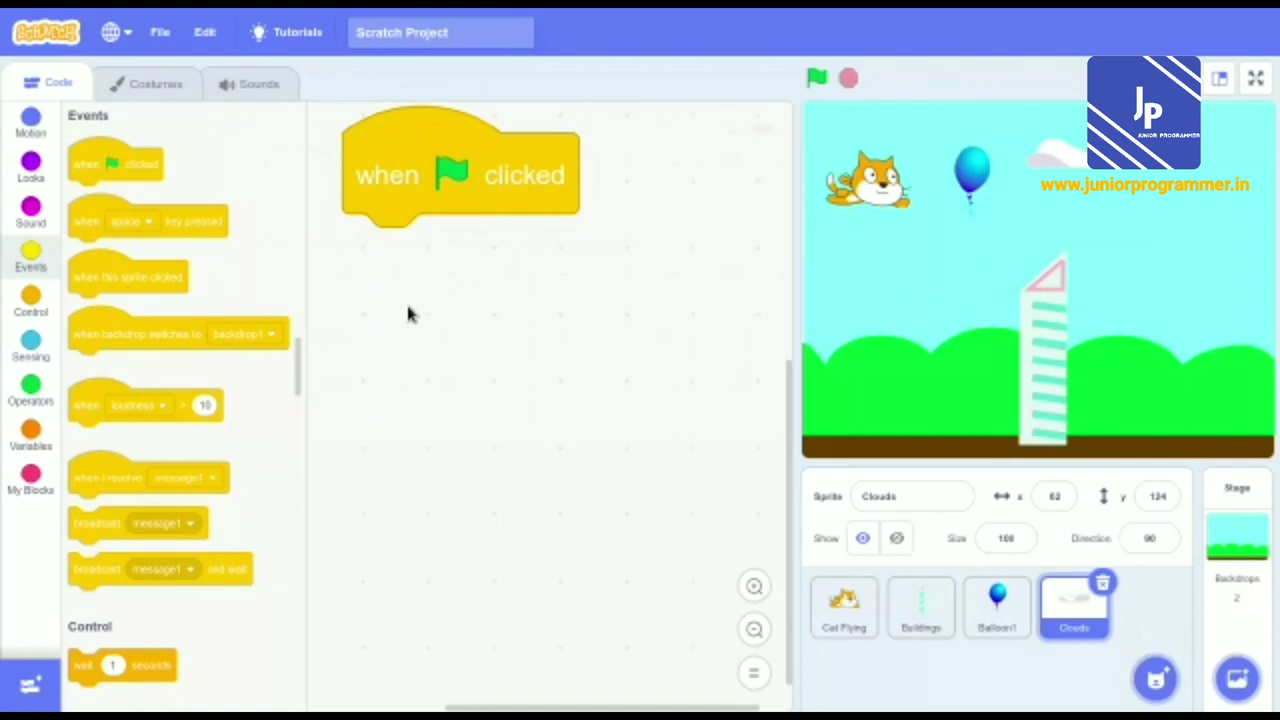 SCRATCH
File
Edit
Tutorials
Scratch Project
Code
Costumes
Sounds
Motion
Looks
Sound
Events
Control
Sensing
Operators
Variables
My Blocks
Events
when clicked
when space key pressed
when this sprite clicked
when backdrop switches to backdrop1
when loudness > 10
when I receive message1
broadcast message1
broadcast message1 and wait
Control
wait 1 seconds
when clicked
JP
JUNIOR PROGRAMMER
www.juniorprogrammer.in
Sprite Clouds x 62 y 124
Show Size 100 Direction 90
Cat Flying
Buildings
Balloon1
Clouds
Stage
Backdrops
2